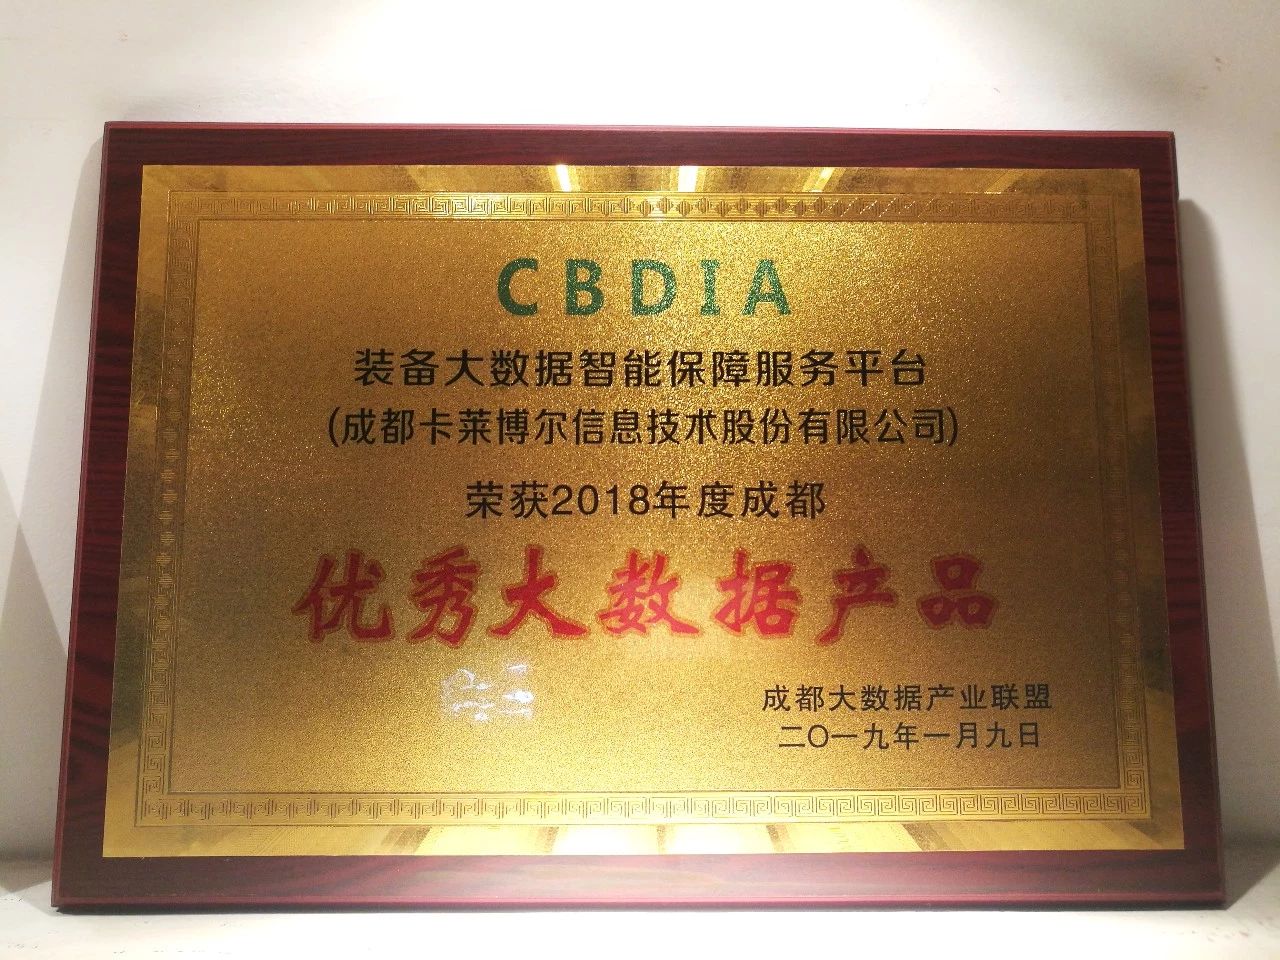 CBDIA
装备大数据智能保障服务平台
(成都卡莱博尔信息技术股份有限公司)
荣获2018年度成都
优秀大数据产品
成都大数据产业联盟
二〇一九年一月九日